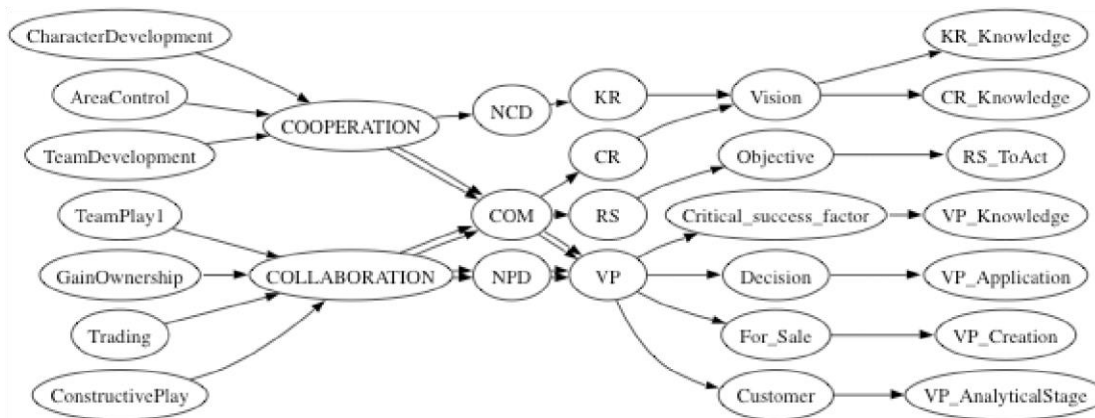 CharacterDevelopment
AreaControl
TeamDevelopment
TeamPlay1
GainOwnership
Trading
ConstructivePlay
COOPERATION
COLLABORATION
NCD
COM
NPD
KR
CR
RS
VP
Vision
Objective
Critical_success_factor
Decision
For_Sale
Customer
KR_Knowledge
CR_Knowledge
RS_ToAct
VP_Knowledge
VP_Application
VP_Creation
VP_AnalyticalStage